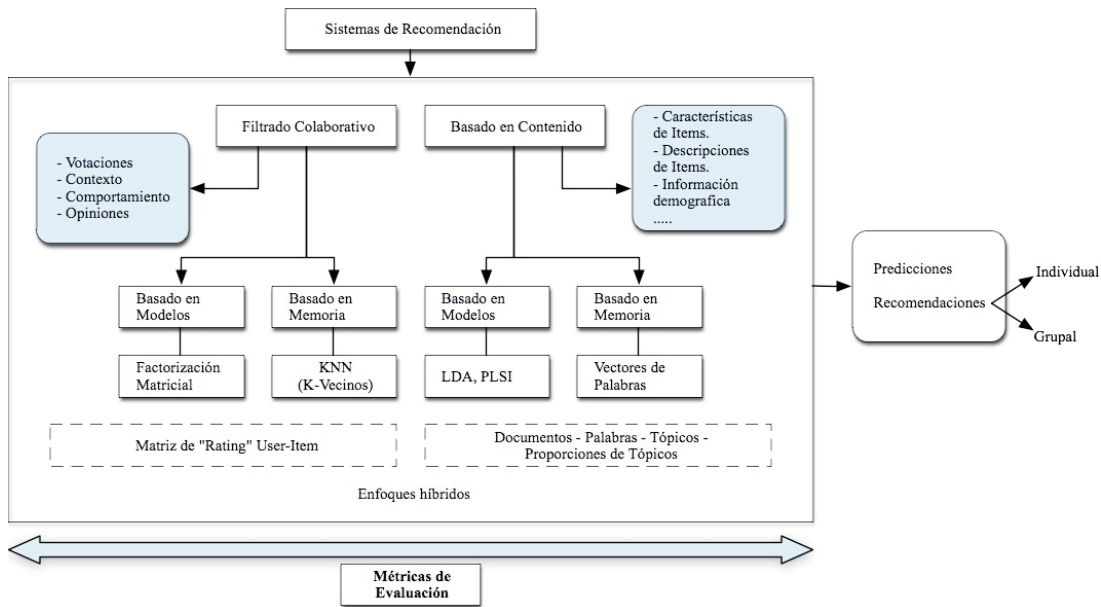 Sistemas de Recomendación
Filtrado Colaborativo
Basado en Contenido
- Votaciones
- Contexto
- Comportamiento
- Opiniones
- Características
de Items.
- Descripciones
de Items.
- Información
demografica
.....
Basado en
Modelos
Basado en
Memoria
Basado en
Modelos
Basado en
Memoria
Factorización
Matricial
KNN
(K-Vecinos)
LDA, PLSI
Vectores de
Palabras
Matriz de "Rating" User-Item
Documentos - Palabras - Tópicos -
Proporciones de Tópicos
Enfoques híbridos
Predicciones
Recomendaciones
Individual
Grupal
Métricas de
Evaluación